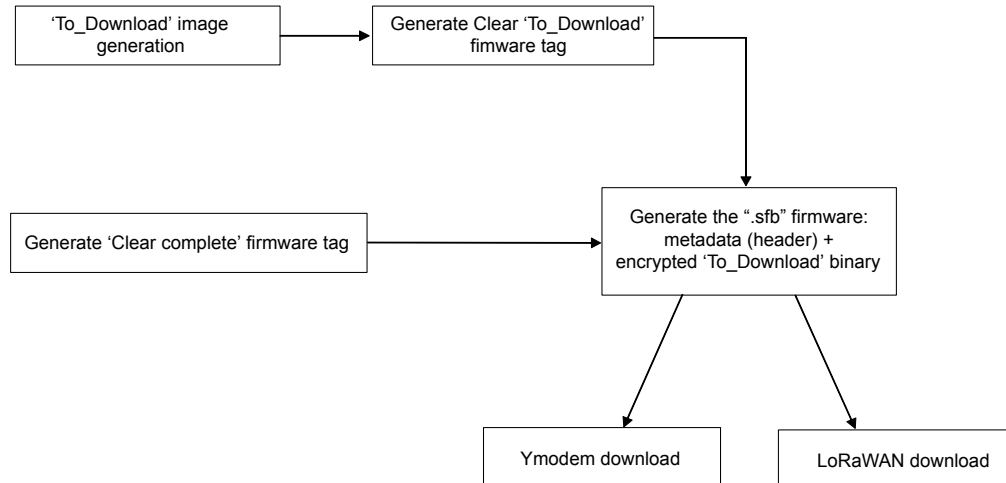 ‘To_Download’ image
generation
Generate Clear ‘To_Download’
fimware tag
Generate ‘Clear complete’ firmware tag
Generate the “.sfb” firmware:
metadata (header) +
encrypted ‘To_Download’ binary
Ymodem download
LoRaWAN download